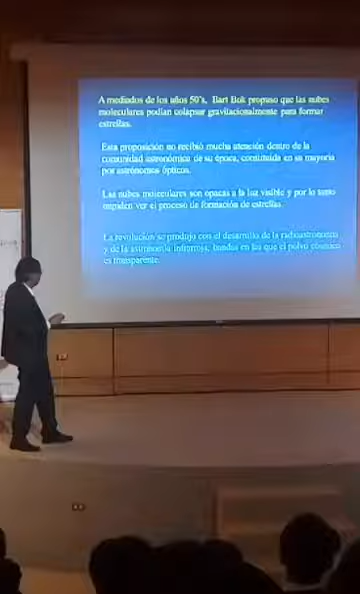 A mediados de los años 50's, Bart Bok propuso que las nubes
moleculares podían colapsar gravitacionalmente para formar
estrellas.
Esta proposición no recibió mucha atención dentro de la
comunidad astronómica de su época, constituida en su mayoría
por astrónomos ópticos.
Las nubes moleculares son opacas a la luz visible y por lo tanto
impiden ver el proceso de formación de estrellas.
La revolución se produjo con el desarrollo de la radioastronomía
y de la astronomía infrarroja, bandas en las que el polvo cósmico
es transparente.